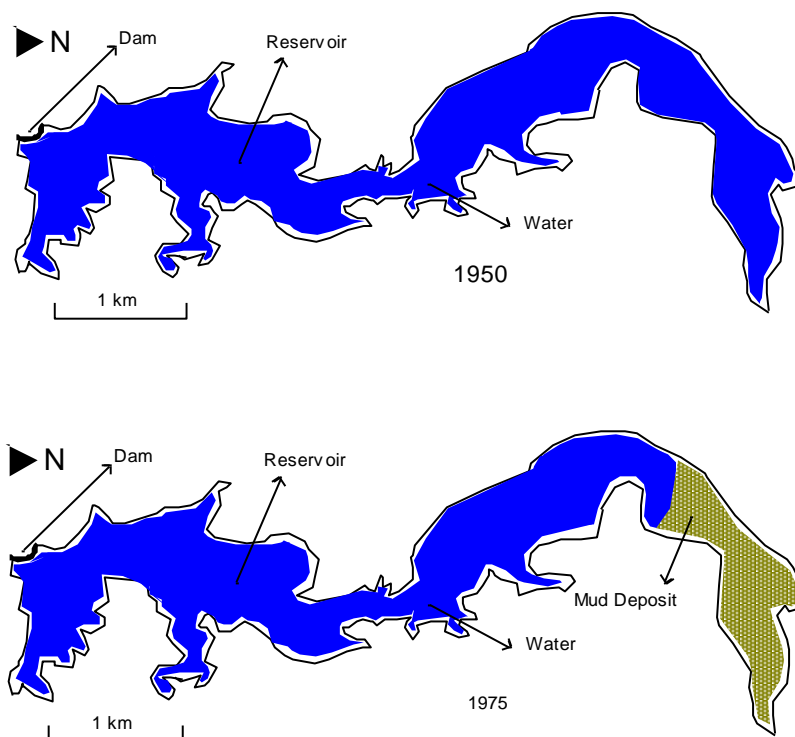 Dam
Reservoir
N
Water
1950
1 km
Reservoir
Dam
N
Mud Deposit
Water
1975
1 km